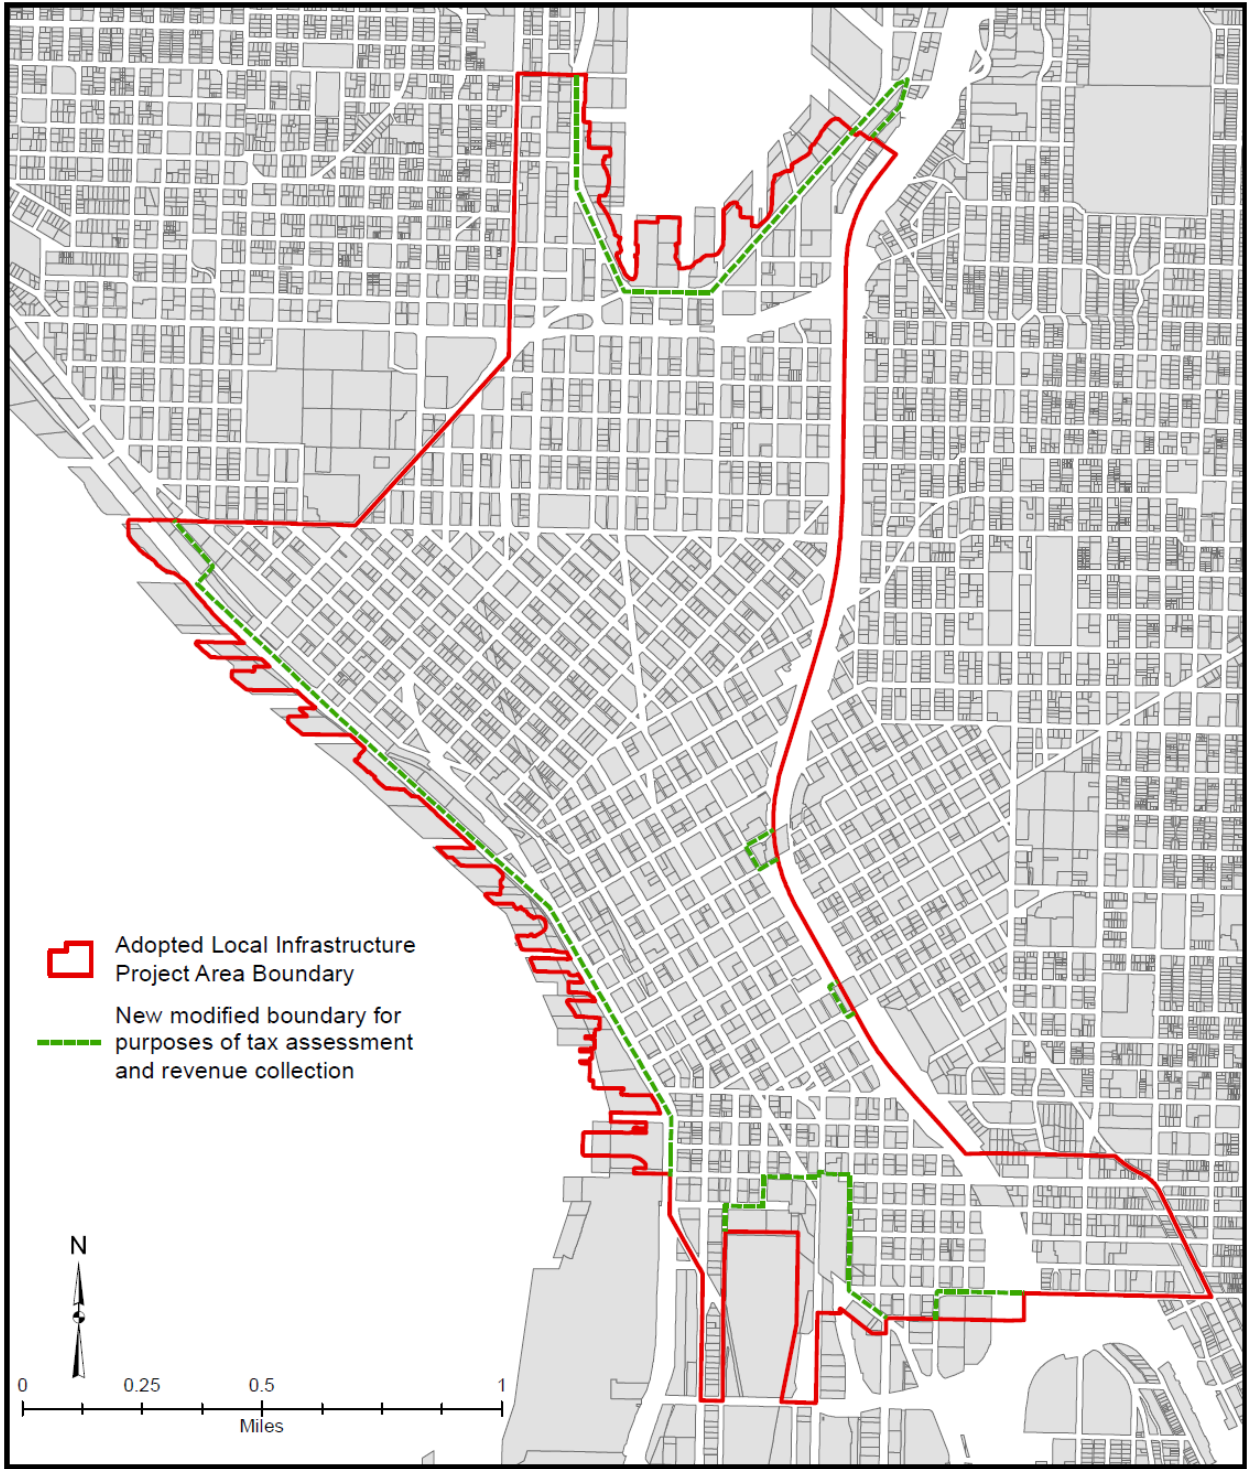 Adopted Local Infrastructure
Project Area Boundary
New modified boundary for
purposes of tax assessment
and revenue collection
N
0 0.25 0.5 1
Miles